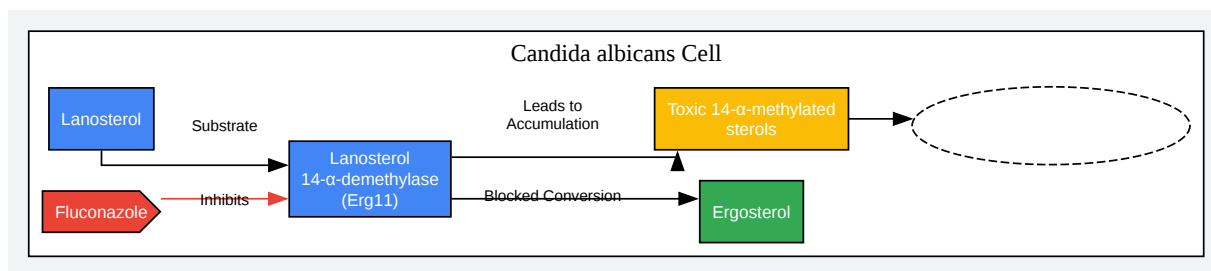 Candida albicans Cell
Lanosterol
Substrate
Leads to
Accumulation
Toxic 14-α-methylated
sterols
Lanosterol
14-α-demethylase
(Erg11)
Fluconazole
Inhibits
Blocked Conversion
Ergosterol